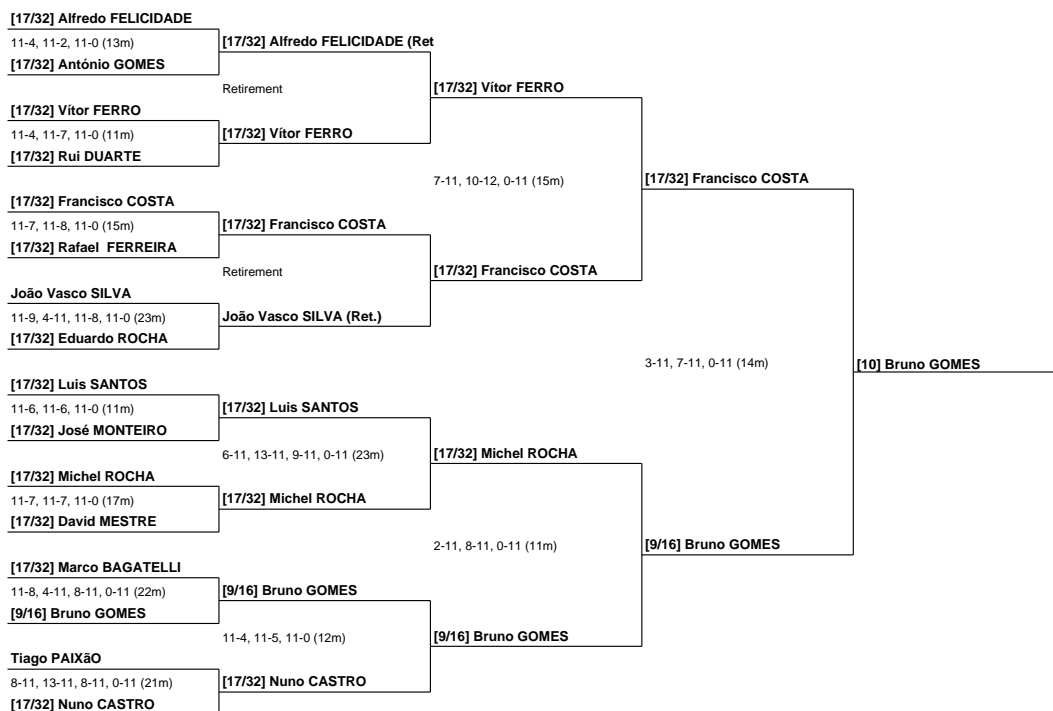 [17/32] Alfredo FELICIDADE
11-4, 11-2, 11-0 (13m)
[17/32] António GOMES
[17/32] Vítor FERRO
11-4, 11-7, 11-0 (11m)
[17/32] Rui DUARTE
[17/32] Francisco COSTA
11-7, 11-8, 11-0 (15m)
[17/32] Rafael  FERREIRA
João Vasco SILVA
11-9, 4-11, 11-8, 11-0 (23m)
[17/32] Eduardo ROCHA
[17/32] Luis SANTOS
11-6, 11-6, 11-0 (11m)
[17/32] José MONTEIRO
[17/32] Michel ROCHA
11-7, 11-7, 11-0 (17m)
[17/32] David MESTRE
[17/32] Marco BAGATELLI
11-8, 4-11, 8-11, 0-11 (22m)
[9/16] Bruno GOMES
Tiago PAIXãO
8-11, 13-11, 8-11, 0-11 (21m)
[17/32] Nuno CASTRO
[17/32] Alfredo FELICIDADE (Ret
Retirement
[17/32] Vítor FERRO
[17/32] Francisco COSTA
Retirement
João Vasco SILVA (Ret.)
[17/32] Luis SANTOS
6-11, 13-11, 9-11, 0-11 (23m)
[17/32] Michel ROCHA
[9/16] Bruno GOMES
11-4, 11-5, 11-0 (12m)
[17/32] Nuno CASTRO
[17/32] Vítor FERRO
7-11, 10-12, 0-11 (15m)
[17/32] Francisco COSTA
[17/32] Michel ROCHA
2-11, 8-11, 0-11 (11m)
[9/16] Bruno GOMES
[17/32] Francisco COSTA
3-11, 7-11, 0-11 (14m)
[9/16] Bruno GOMES
[10] Bruno GOMES